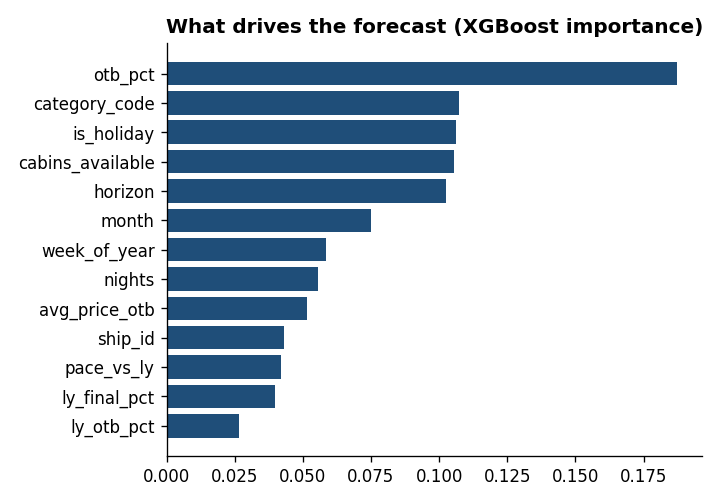 What drives the forecast (XGBoost importance)
otb_pct
category_code
is_holiday
cabins_available
horizon
month
week_of_year
nights
avg_price_otb
ship_id
pace_vs_ly
ly_final_pct
ly_otb_pct
0.000 0.025 0.050 0.075 0.100 0.125 0.150 0.175